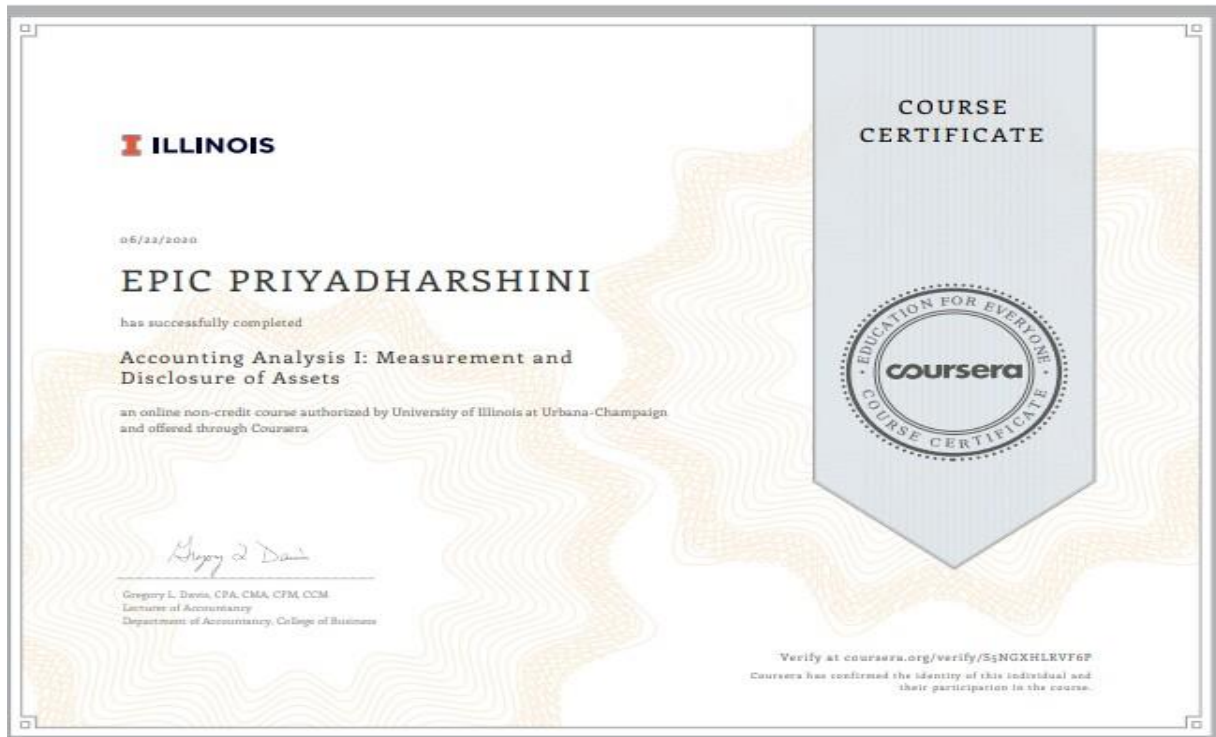 ILLINOIS
06/22/2020
EPIC PRIYADHARSHINI
has successfully completed
Accounting Analysis I: Measurement and
Disclosure of Assets
an online non-credit course authorized by University of Illinois at Urbana-Champaign
and offered through Coursera
Gregory L. Davis
Gregory L. Davis, CPA, CMA, CFM, CCM
Lecturer of Accountancy
Department of Accountancy, College of Business
COURSE
CERTIFICATE
EDUCATION FOR EVERYONE
coursera
COURSE CERTIFICATE
Verify at coursera.org/verify/S5NGXHLRVF6P
Coursera has confirmed the identity of this individual and
their participation in the course.